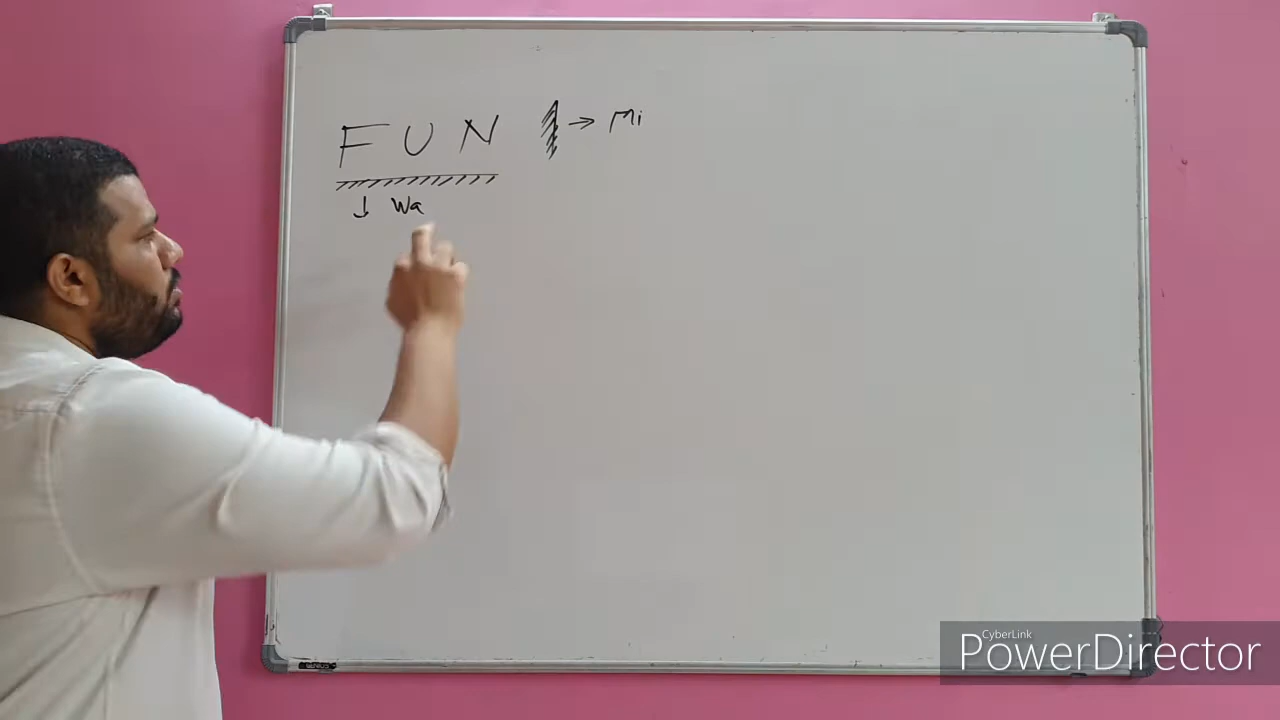 FUN → Mi
↓ Wa
CyberLink
PowerDirector